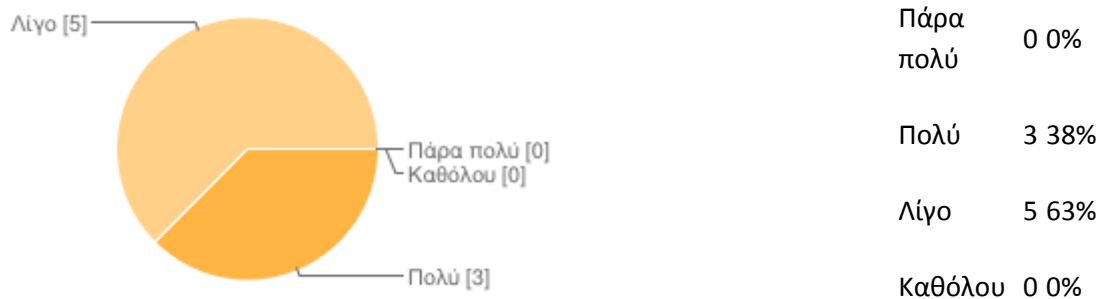 Λίγο [5]
Πάρα πολύ [0]
Καθόλου [0]
Πολύ [3]
Πάρα
πολύ 0 0%
Πολύ 3 38%
Λίγο 5 63%
Καθόλου 0 0%